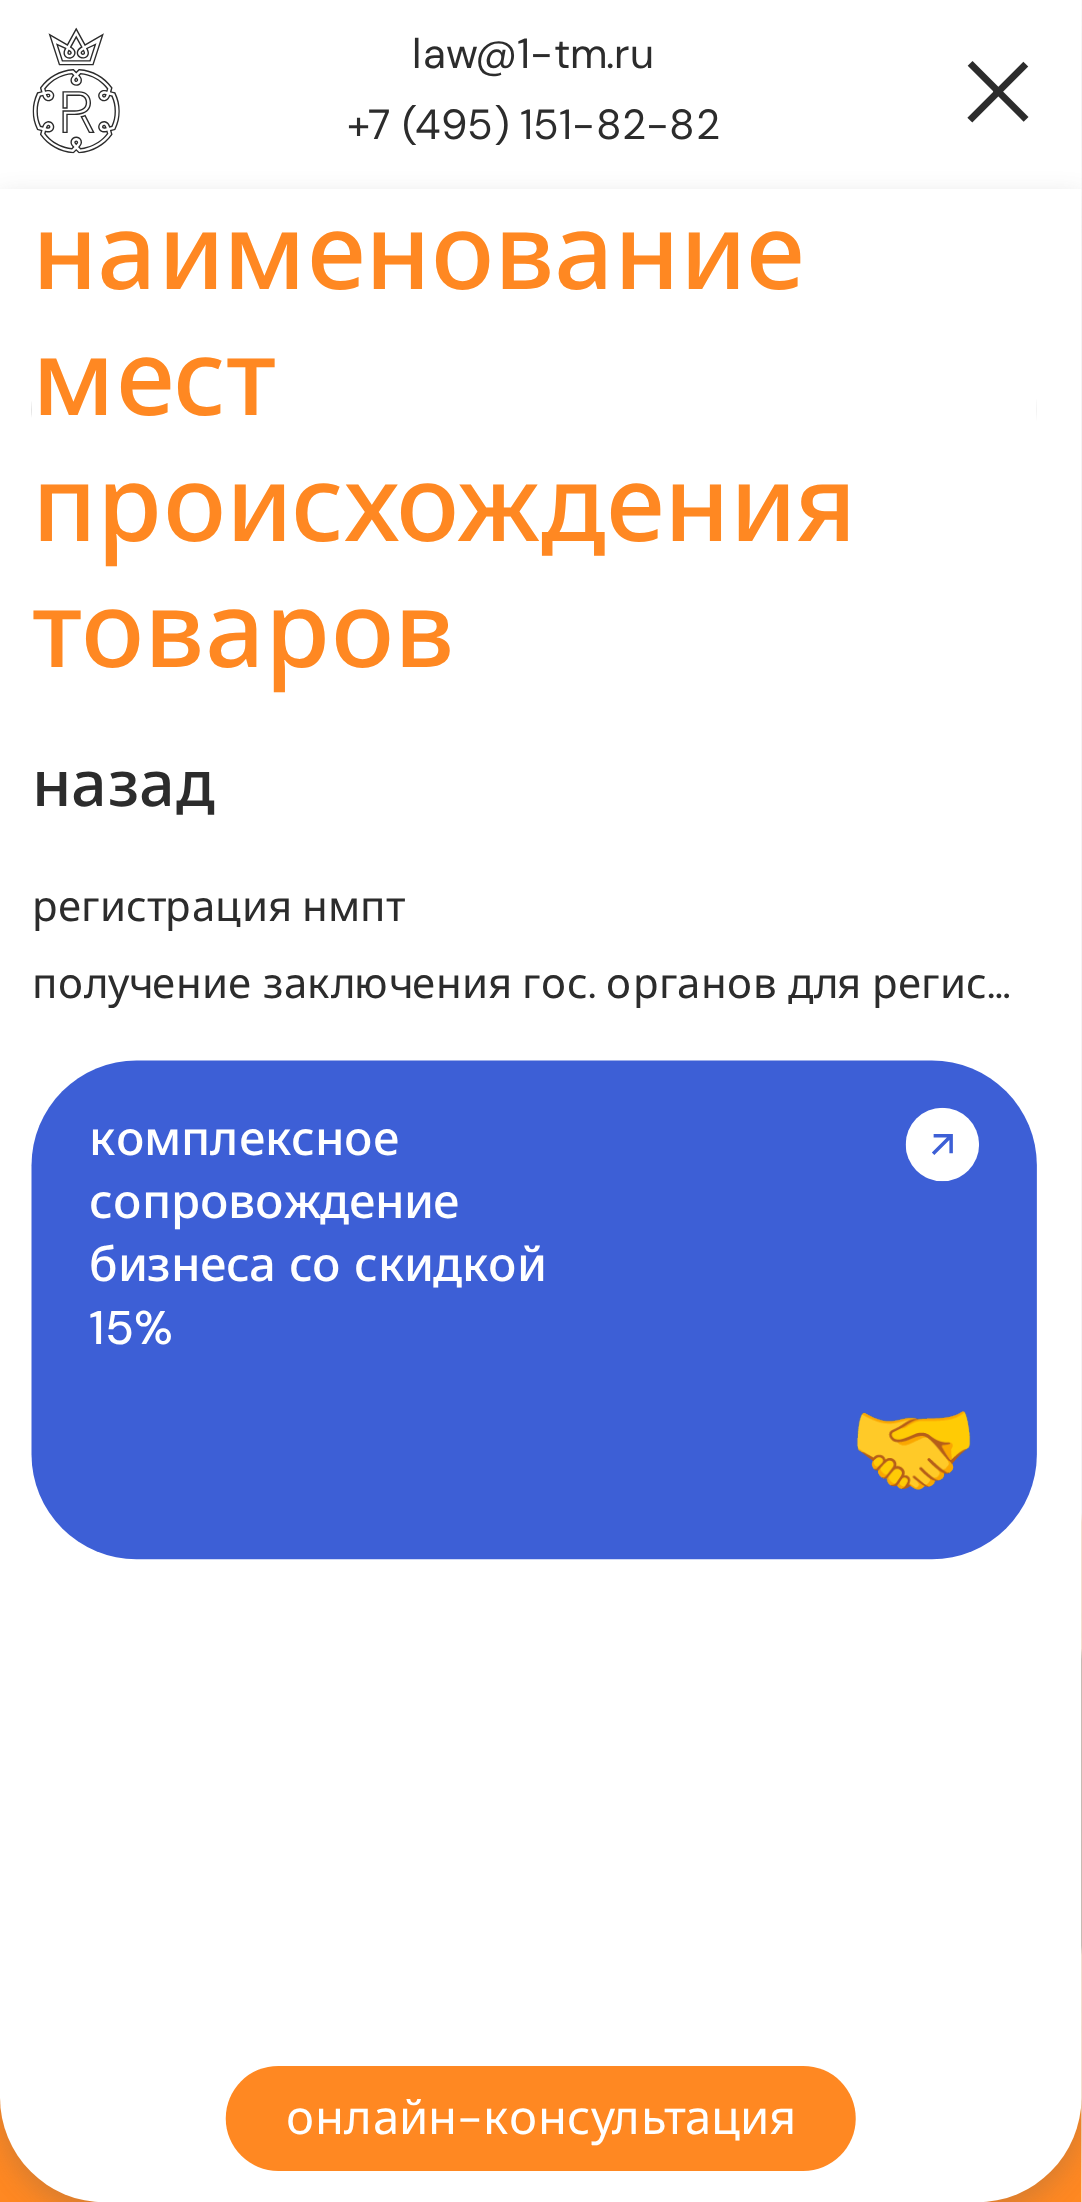 law@1-tm.ru
+7 (495) 151-82-82
R
наименование
мест
происхождения
товаров
назад
регистрация нмпт
получение заключения гос. органов для регис...
комплексное
сопровождение
бизнеса со скидкой
15%
онлайн-консультация